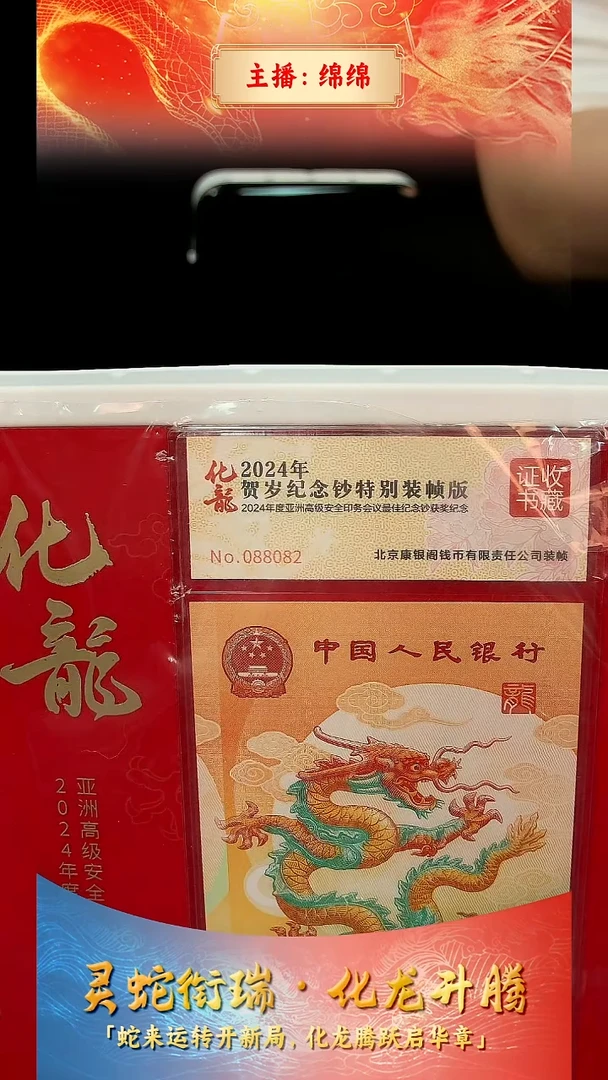 主播：绵绵
化龍
2024年
贺岁纪念钞特别装帧版
2024年度亚洲高级安全印务会议最佳纪念钞获奖纪念
证收
书藏
No.088082
北京康银阁钱币有限责任公司装帧
化龍
中国人民银行
龍
亚洲高级安全
2024年度
灵蛇衔瑞·化龙升腾
「蛇来运转开新局，化龙腾跃启华章」